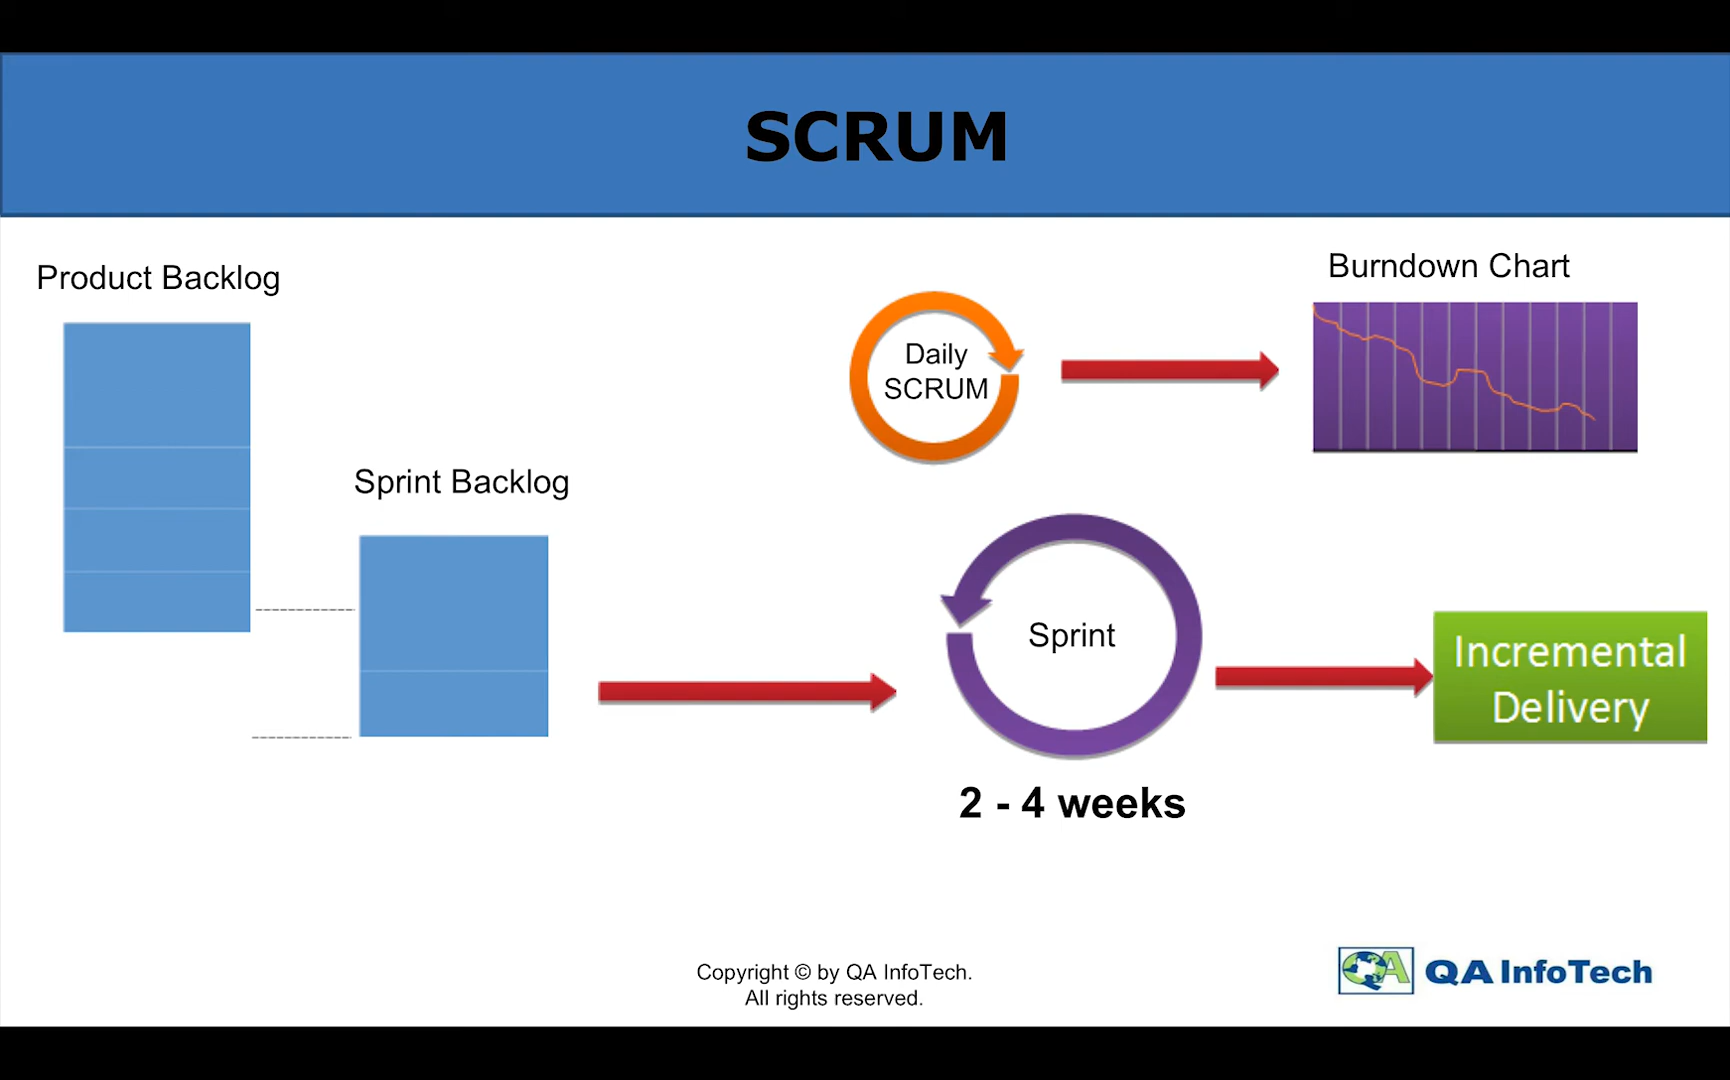 SCRUM
Product Backlog
Burndown Chart
Daily
SCRUM
Sprint Backlog
Sprint
Incremental
Delivery
2 - 4 weeks
Copyright © by QA InfoTech.
All rights reserved.
QA
QA InfoTech